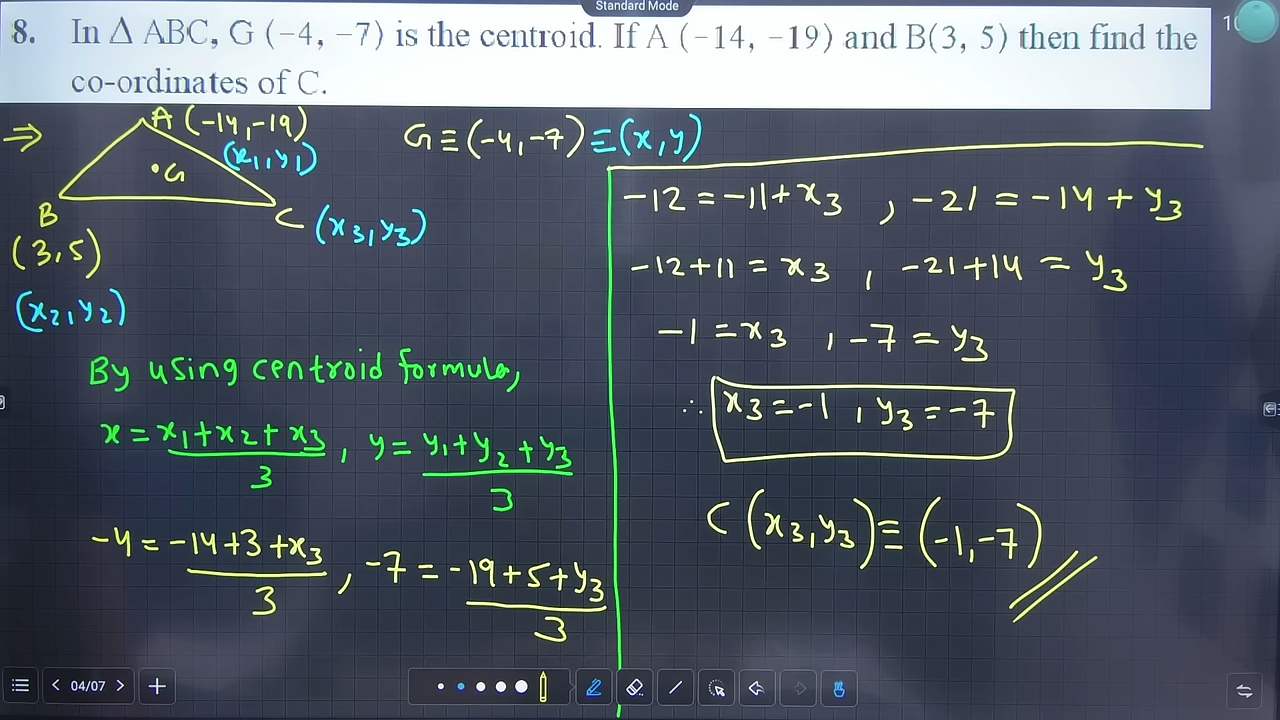 Standard Mode
8. In Δ ABC, G (−4, −7) is the centroid. If A (−14, −19) and B(3, 5) then find the
co-ordinates of C.
⇒ A (-14,-19)
(x₁,y₁)
G
B
(3,5)
(x₂,y₂)
C (x₃,y₃)
G ≡ (-4,-7) ≡ (x,y)
By using centroid formula,
x = x₁+x₂+x₃/3 , y = y₁+y₂+y₃/3
-4 = -14+3+x₃/3 , -7 = -19+5+y₃/3
-12 = -11+x₃ , -21 = -14+y₃
-12+11 = x₃ , -21+14 = y₃
-1 = x₃ , -7 = y₃
∴ x₃ = -1 , y₃ = -7
C (x₃,y₃) ≡ (-1,-7)
04/07